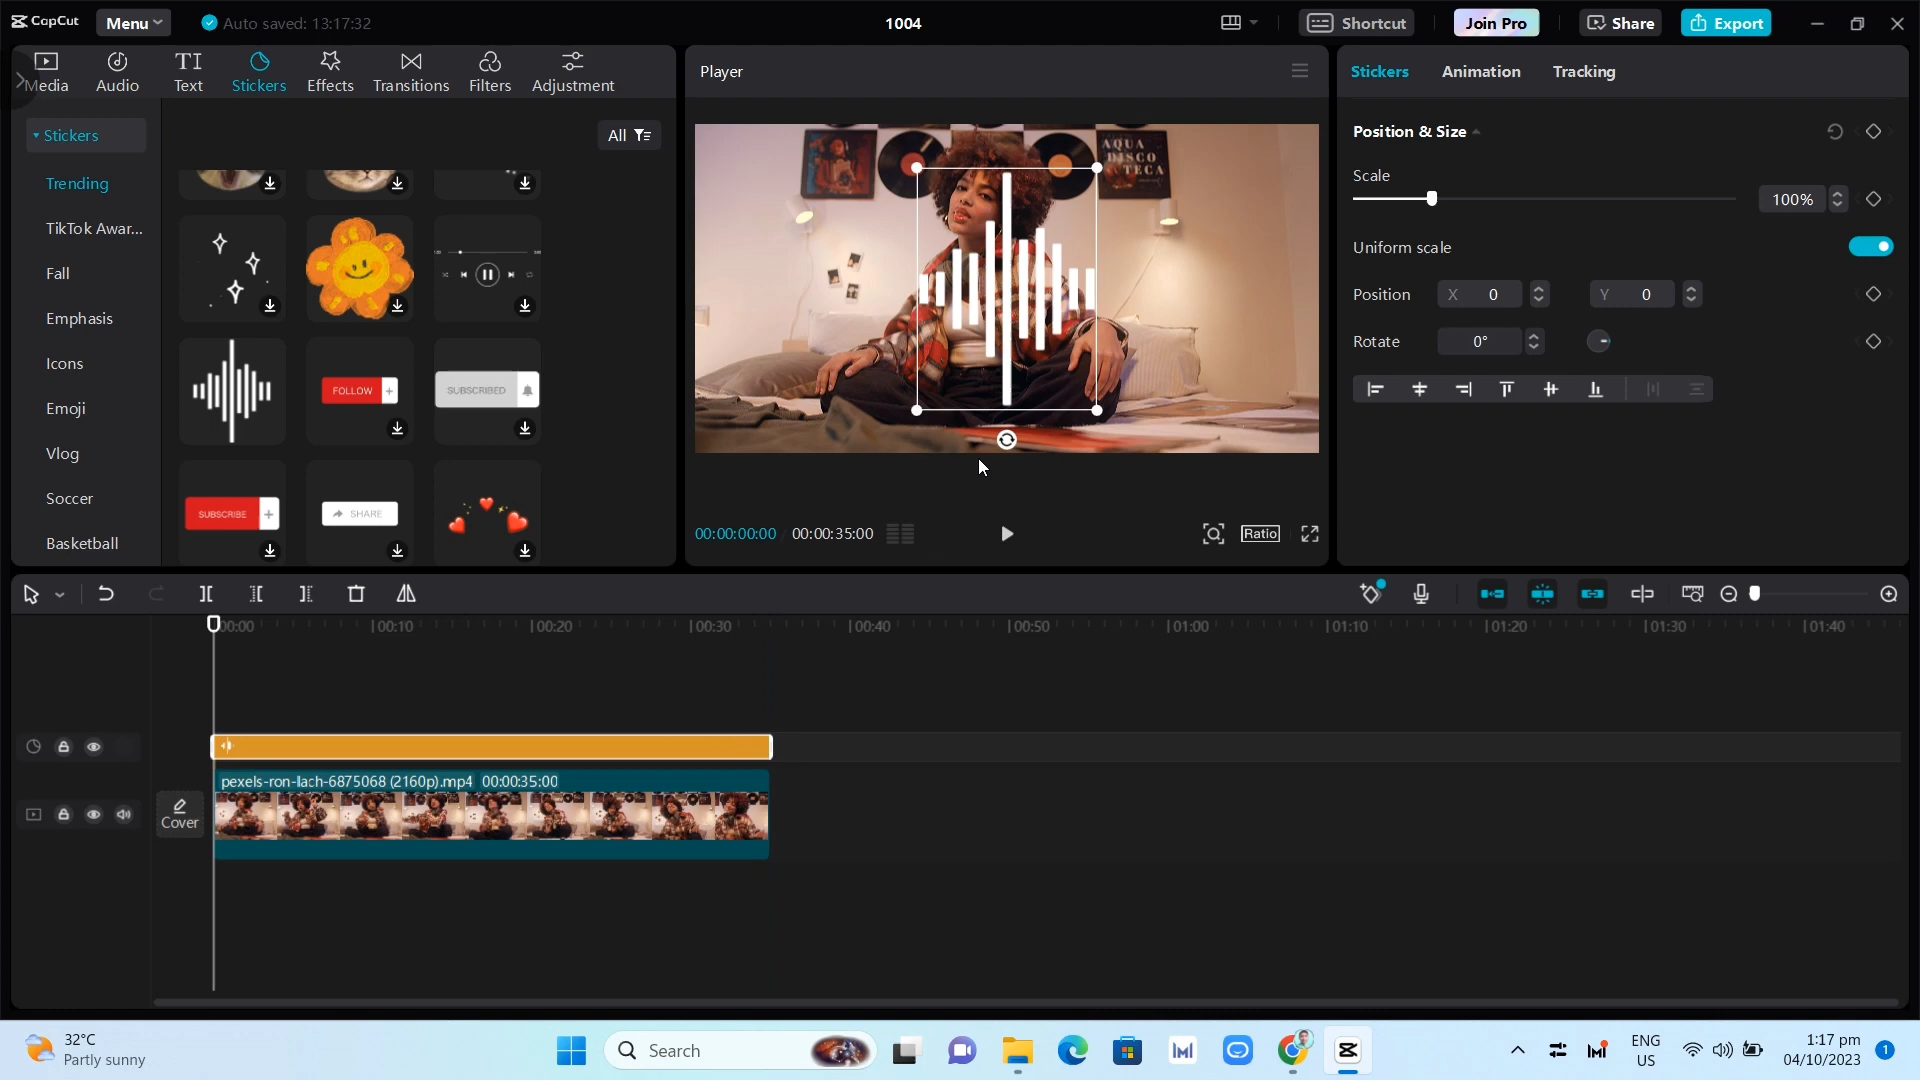 CapCut
Menu
Auto saved: 13:17:32
1004
Shortcut
Join Pro
Share
Export
Media
Audio
Text
Stickers
Effects
Transitions
Filters
Adjustment
Player
Stickers
Animation
Tracking
Stickers
All
Trending
TikTok Awar...
Fall
Emphasis
Icons
Emoji
Vlog
Soccer
Basketball
FOLLOW +
SUBSCRIBED
SUBSCRIBE +
SHARE
AQUA
DISCO
TECA
Position & Size
Scale
100%
Uniform scale
Position
X 0
Y 0
Rotate
0°
00:00:00:00
00:00:35:00
Ratio
00:00
00:10
00:20
00:30
00:40
00:50
01:00
01:10
01:20
01:30
01:40
pexels-ron-lach-6875068 (2160p).mp4 00:00:35:00
Cover
32°C
Partly sunny
Search
ENG
US
1:17 pm
04/10/2023
1